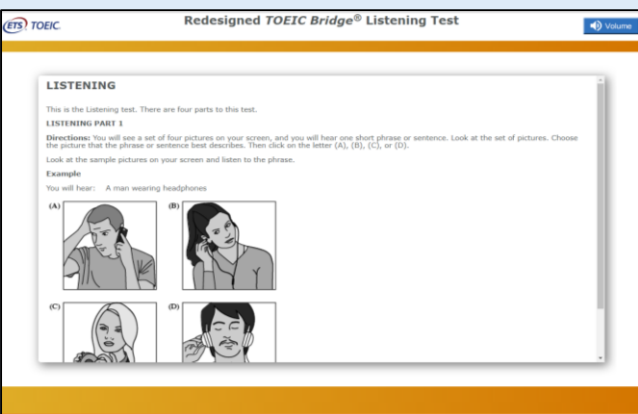 ETS TOEIC.
Redesigned TOEIC Bridge® Listening Test
Volume
LISTENING
This is the Listening test. There are four parts to this test.
LISTENING PART 1
Directions: You will see a set of four pictures on your screen, and you will hear one short phrase or sentence. Look at the set of pictures. Choose
the picture that the phrase or sentence best describes. Then click on the letter (A), (B), (C), or (D).
Look at the sample pictures on your screen and listen to the phrase.
Example
You will hear: A man wearing headphones
(A)
(B)
(C)
(D)